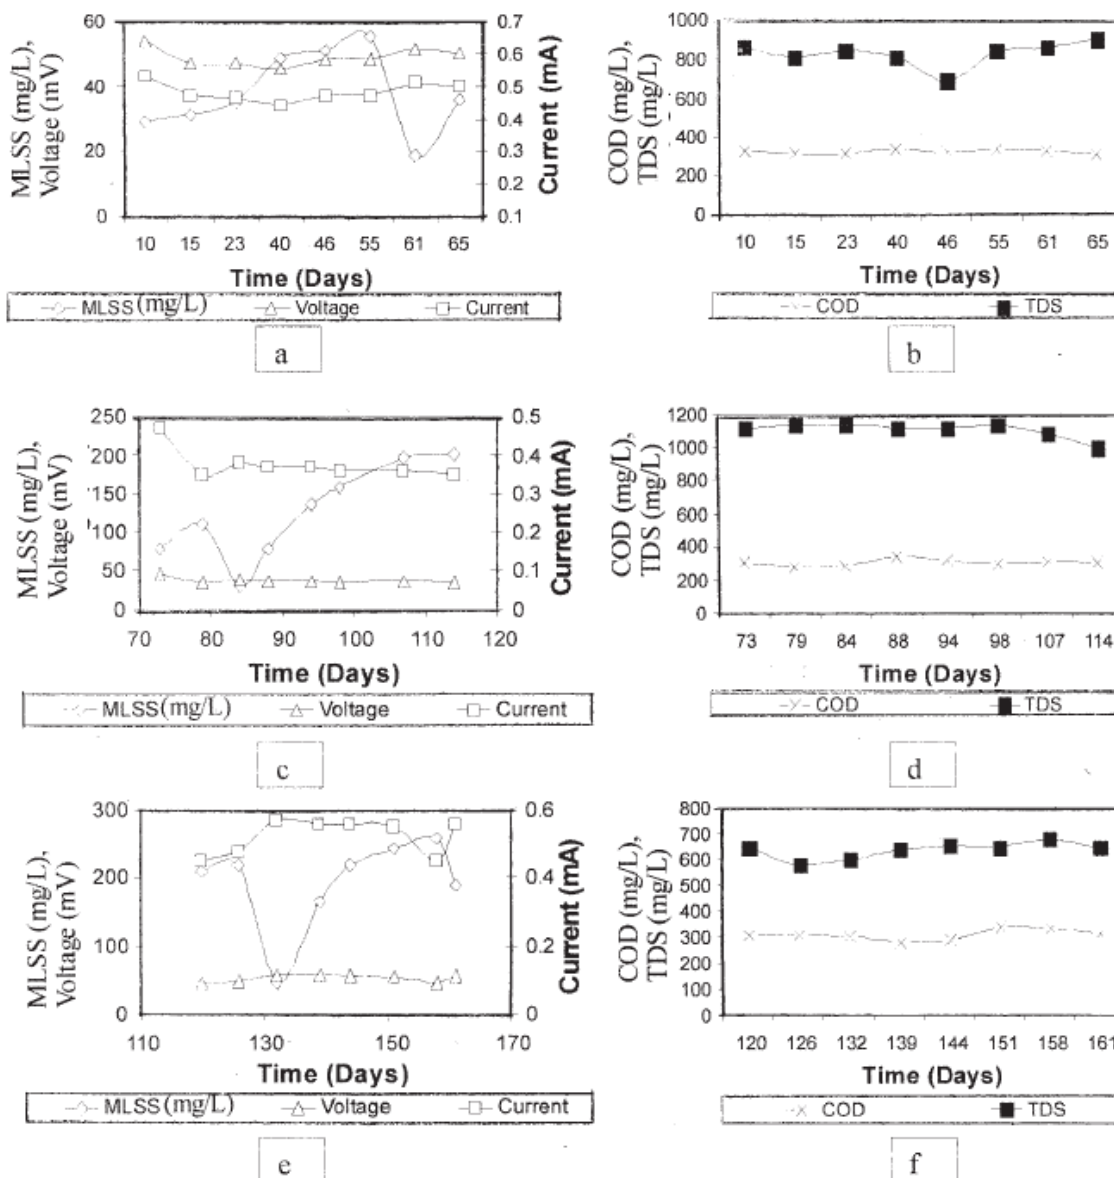 MLSS (mg/L),
Voltage (mV)
60
40
20
0
0.7
0.6
0.5
0.4
0.3
0.2
0.1
Current (mA)
10 15 23 40 46 55 61 65
Time (Days)
MLSS(mg/L) Voltage Current
a
COD (mg/L),
TDS (mg/L)
1000
800
600
400
200
0
10 15 23 40 46 55 61 65
Time (Days)
COD TDS
b
MLSS (mg/L),
Voltage (mV)
250
200
150
100
50
0
0.5
0.4
0.3
0.2
0.1
0
Current (mA)
70 80 90 100 110 120
Time (Days)
MLSS(mg/L) Voltage Current
c
COD (mg/L),
TDS (mg/L)
1200
1000
800
600
400
200
0
73 79 84 88 94 98 107 114
Time (Days)
COD TDS
d
MLSS (mg/L),
Voltage (mV)
300
200
100
0
0.6
0.4
0.2
0
Current (mA)
110 130 150 170
Time (Days)
MLSS(mg/L) Voltage Current
e
COD (mg/L),
TDS (mg/L)
800
700
600
500
400
300
200
100
0
120 126 132 139 144 151 158 161
Time (Days)
COD TDS
f